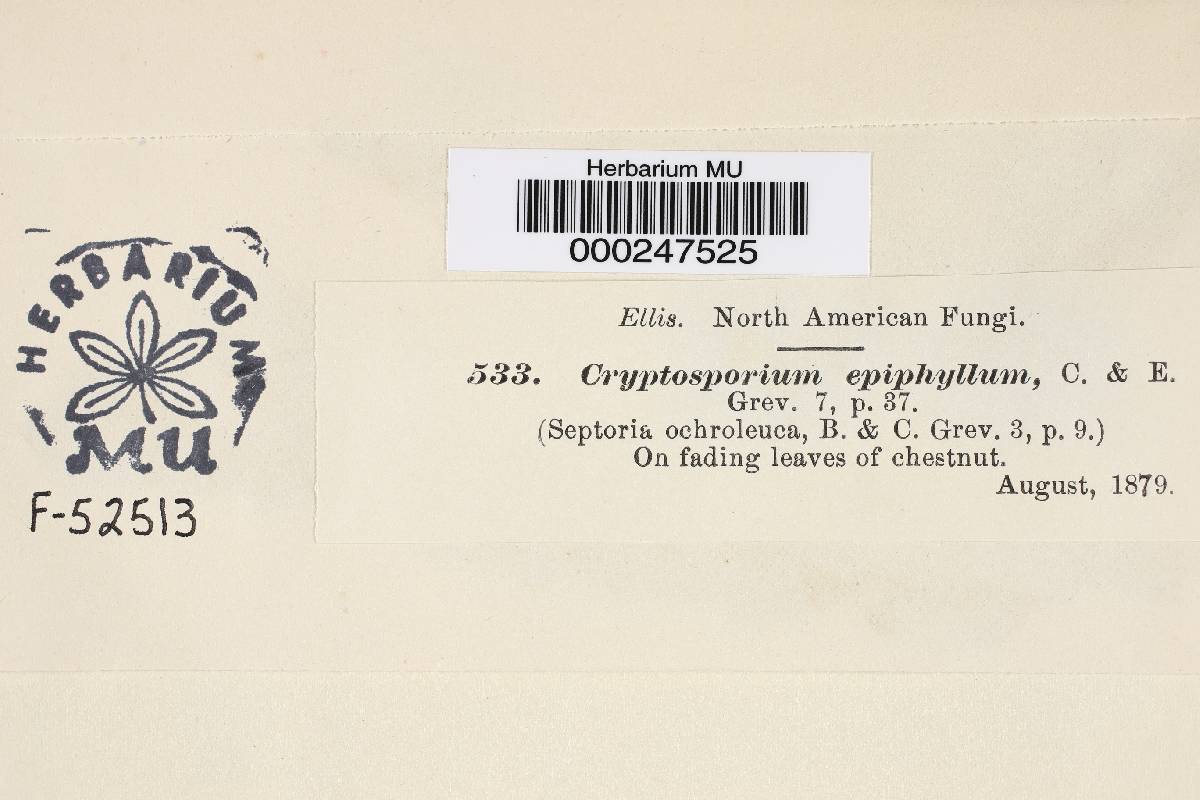 Herbarium MU
000247525
HERBARIUM
MU
F-52513
Ellis. North American Fungi.
533. Cryptosporium epiphyllum, C. & E.
Grev. 7, p. 37.
(Septoria ochroleuca, B. & C. Grev. 3, p. 9.)
On fading leaves of chestnut.
August, 1879.